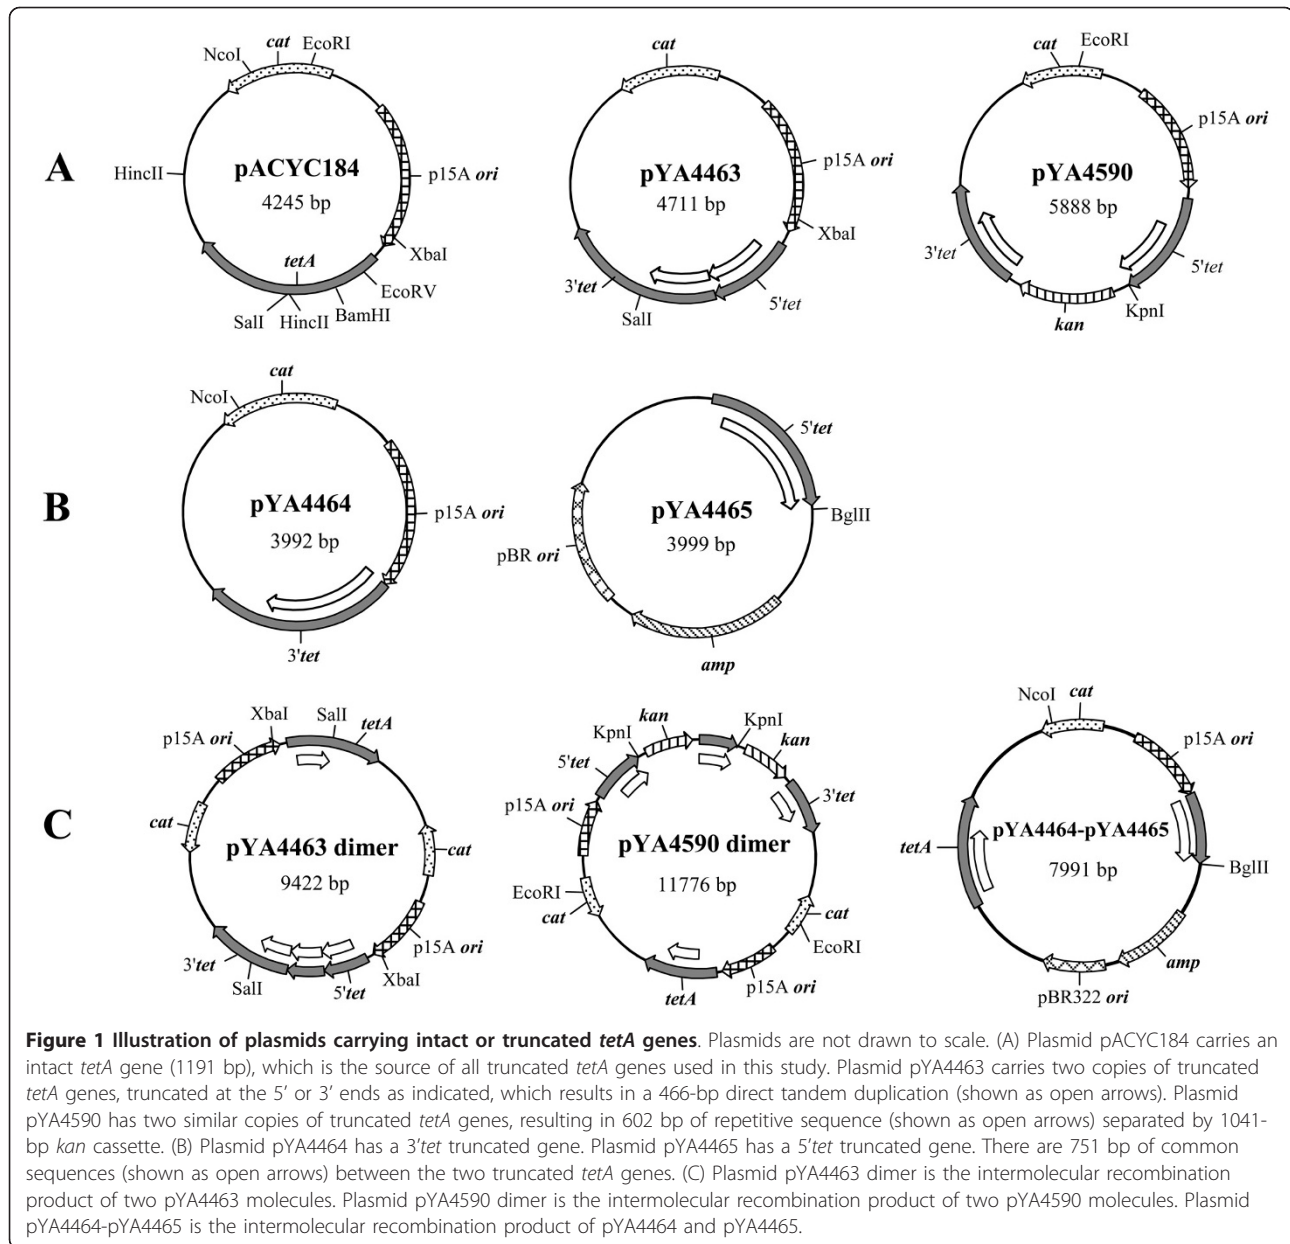 A
cat
EcoRI
NcoI
HincII
pACYC184
4245 bp
p15A ori
XbaI
tetA
EcoRV
BamHI
HincII
SalI
cat
pYA4463
4711 bp
p15A ori
XbaI
3'tet
SalI
5'tet
cat
EcoRI
p15A ori
pYA4590
5888 bp
3'tet
5'tet
KpnI
kan
B
cat
NcoI
pYA4464
3992 bp
p15A ori
3'tet
5'tet
pYA4465
3999 bp
BglII
pBR ori
amp
C
XbaI
SalI
tetA
p15A ori
cat
pYA4463 dimer
9422 bp
cat
p15A ori
3'tet
SalI
5'tet
XbaI
kan
KpnI
KpnI
kan
5'tet
3'tet
p15A ori
pYA4590 dimer
11776 bp
EcoRI
cat
cat
EcoRI
p15A ori
tetA
NcoI
cat
p15A ori
pYA4464-pYA4465
7991 bp
tetA
BglII
amp
pBR322 ori
Figure 1 Illustration of plasmids carrying intact or truncated tetA genes. Plasmids are not drawn to scale. (A) Plasmid pACYC184 carries an
intact tetA gene (1191 bp), which is the source of all truncated tetA genes used in this study. Plasmid pYA4463 carries two copies of truncated
tetA genes, truncated at the 5' or 3' ends as indicated, which results in a 466-bp direct tandem duplication (shown as open arrows). Plasmid
pYA4590 has two similar copies of truncated tetA genes, resulting in 602 bp of repetitive sequence (shown as open arrows) separated by 1041-
bp kan cassette. (B) Plasmid pYA4464 has a 3'tet truncated gene. Plasmid pYA4465 has a 5'tet truncated gene. There are 751 bp of common
sequences (shown as open arrows) between the two truncated tetA genes. (C) Plasmid pYA4463 dimer is the intermolecular recombination
product of two pYA4463 molecules. Plasmid pYA4590 dimer is the intermolecular recombination product of two pYA4590 molecules. Plasmid
pYA4464-pYA4465 is the intermolecular recombination product of pYA4464 and pYA4465.